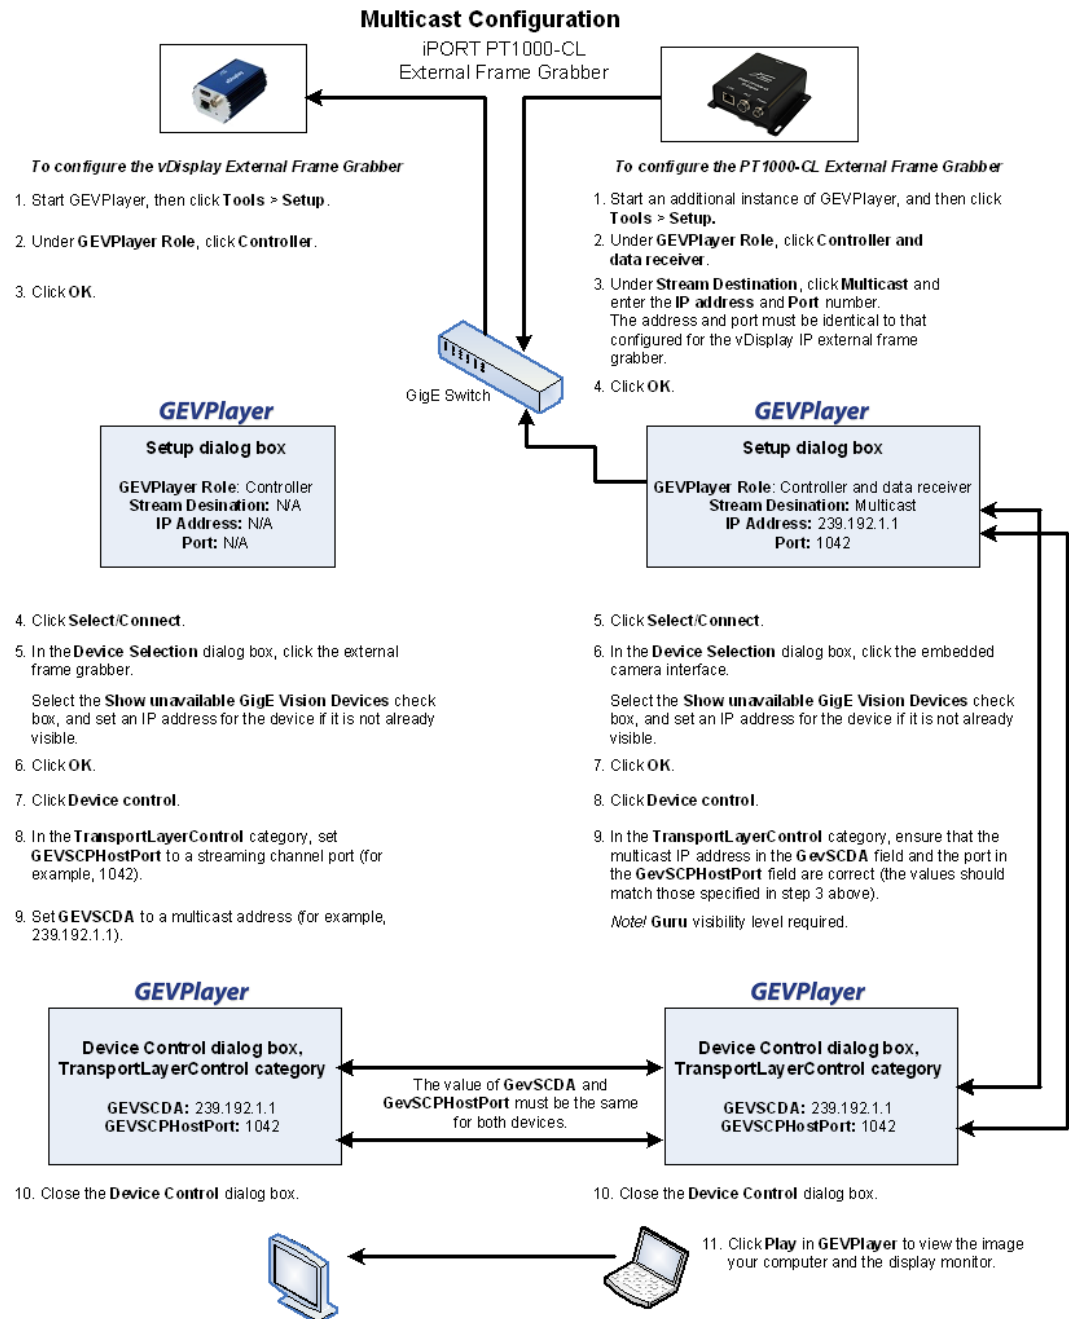 Multicast Configuration
iPORT PT1000-CL
External Frame Grabber
To configure the vDisplay External Frame Grabber
1. Start GEVPlayer, then click Tools > Setup.
2. Under GEVPlayer Role, click Controller.
3. Click OK.
To configure the PT1000-CL External Frame Grabber
1. Start an additional instance of GEVPlayer, and then click
Tools > Setup.
2. Under GEVPlayer Role, click Controller and
data receiver.
3. Under Stream Destination, click Multicast and
enter the IP address and Port number.
The address and port must be identical to that
configured for the vDisplay IP external frame
grabber.
4. Click OK.
GigE Switch
GEVPlayer
Setup dialog box
GEVPlayer Role: Controller
Stream Desination: N/A
IP Address: N/A
Port: N/A
GEVPlayer
Setup dialog box
GEVPlayer Role: Controller and data receiver
Stream Desination: Multicast
IP Address: 239.192.1.1
Port: 1042
4. Click Select/Connect.
5. In the Device Selection dialog box, click the external
frame grabber.
Select the Show unavailable GigE Vision Devices check
box, and set an IP address for the device if it is not already
visible.
6. Click OK.
7. Click Device control.
8. In the TransportLayerControl category, set
GEVSCPHostPort to a streaming channel port (for
example, 1042).
9. Set GEVSCDA to a multicast address (for example,
239.192.1.1).
5. Click Select/Connect.
6. In the Device Selection dialog box, click the embedded
camera interface.
Select the Show unavailable GigE Vision Devices check
box, and set an IP address for the device if it is not already
visible.
7. Click OK.
8. Click Device control.
9. In the TransportLayerControl category, ensure that the
multicast IP address in the GevSCDA field and the port in
the GevSCPHostPort field are correct (the values should
match those specified in step 3 above).
Note! Guru visibility level required.
GEVPlayer
Device Control dialog box,
TransportLayerControl category
GEVSCDA: 239.192.1.1
GEVSCPHostPort: 1042
The value of GevSCDA and
GevSCPHostPort must be the same
for both devices.
GEVPlayer
Device Control dialog box,
TransportLayerControl category
GEVSCDA: 239.192.1.1
GEVSCPHostPort: 1042
10. Close the Device Control dialog box.
10. Close the Device Control dialog box.
11. Click Play in GEVPlayer to view the image
your computer and the display monitor.